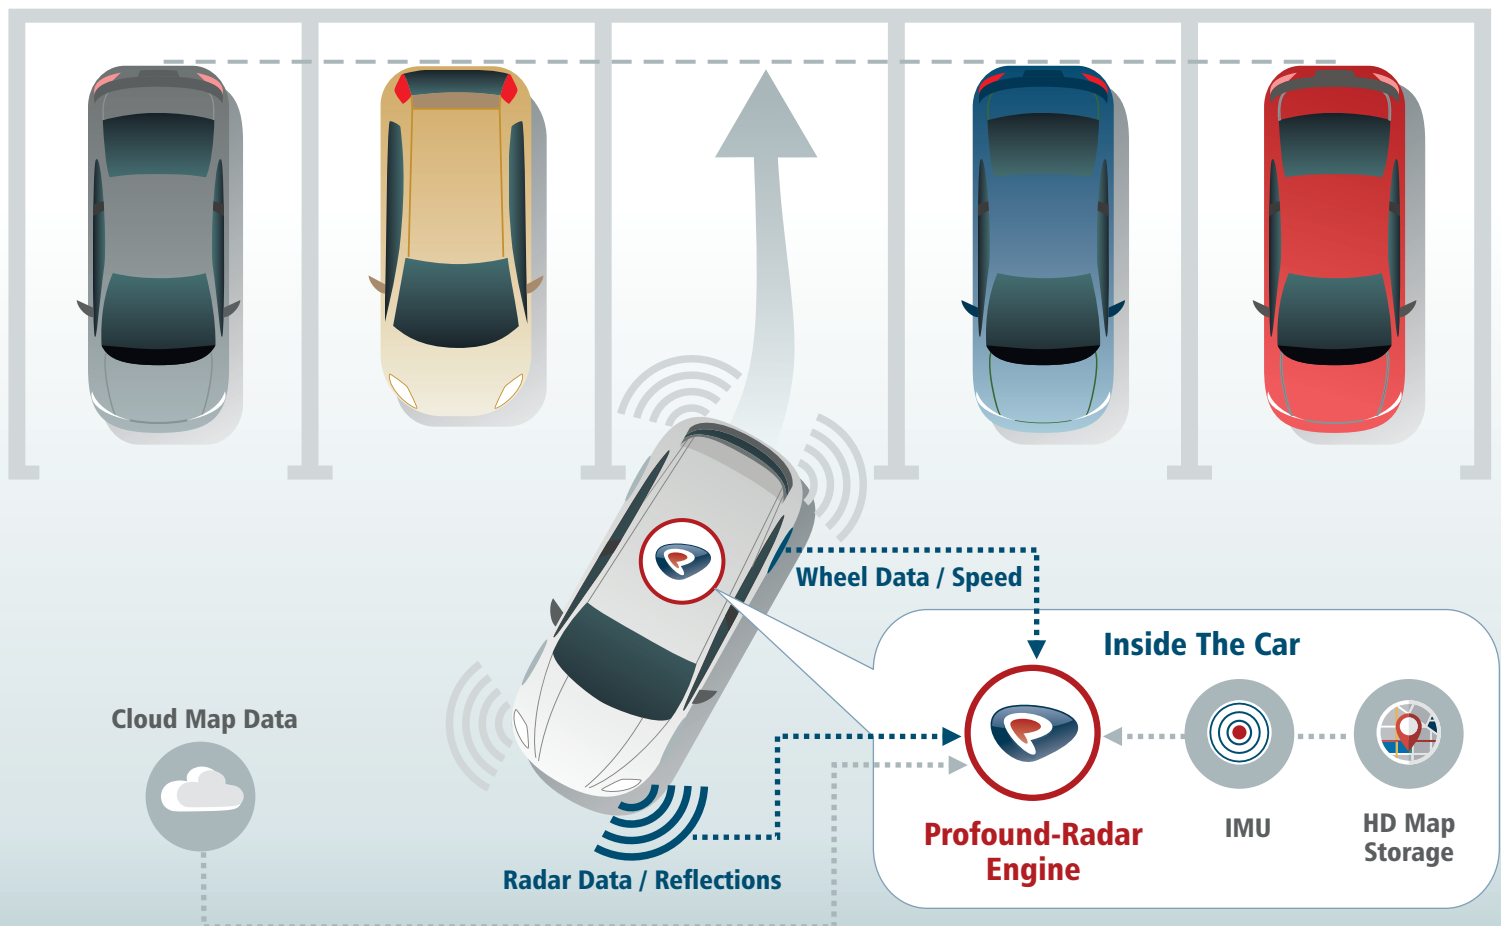 Wheel Data / Speed
Inside The Car
Cloud Map Data
Profound-Radar
Engine
IMU
HD Map
Storage
Radar Data / Reflections